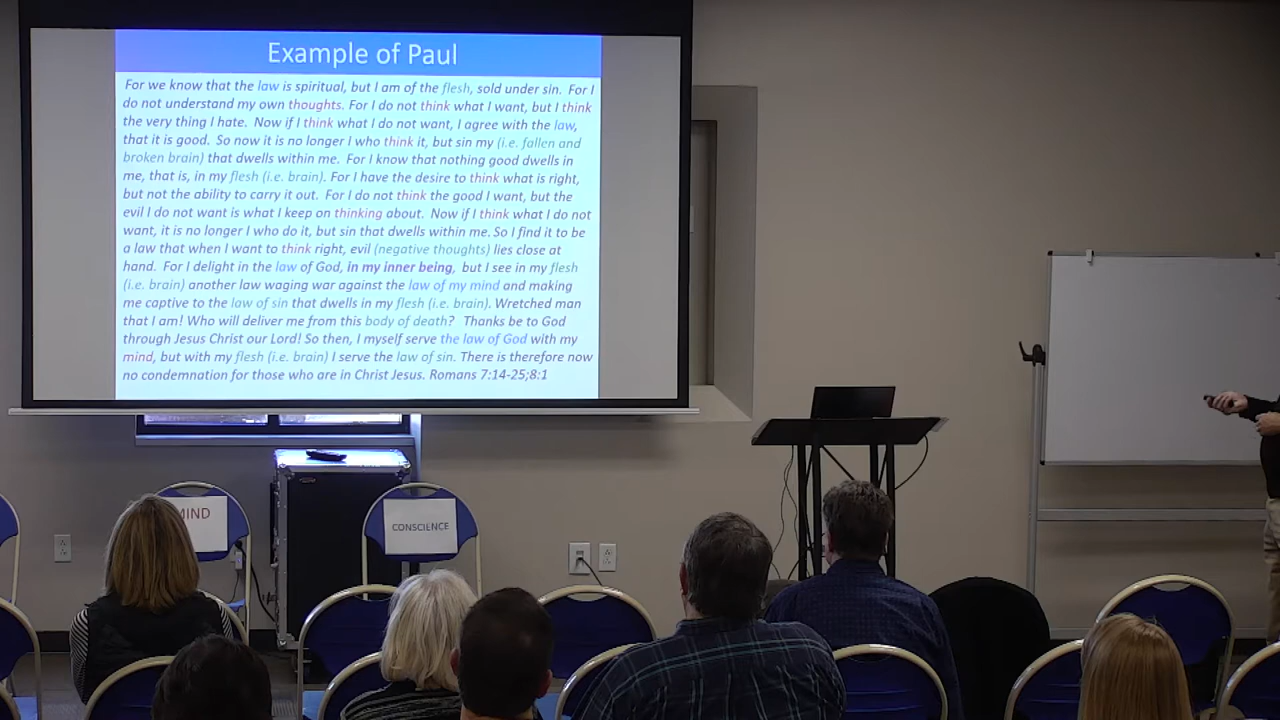 Example of Paul
For we know that the law is spiritual, but I am of the flesh, sold under sin. For I
do not understand my own thoughts. For I do not think what I want, but I think
the very thing I hate. Now if I think what I do not want, I agree with the law,
that it is good. So now it is no longer I who think it, but sin my (i.e. fallen and
broken brain) that dwells within me. For I know that nothing good dwells in
me, that is, in my flesh (i.e. brain). For I have the desire to think what is right,
but not the ability to carry it out. For I do not think the good I want, but the
evil I do not want is what I keep on thinking about. Now if I think what I do not
want, it is no longer I who do it, but sin that dwells within me. So I find it to be
a law that when I want to think right, evil (negative thoughts) lies close at
hand. For I delight in the law of God, in my inner being, but I see in my flesh
(i.e. brain) another law waging war against the law of my mind and making
me captive to the law of sin that dwells in my flesh (i.e. brain). Wretched man
that I am! Who will deliver me from this body of death? Thanks be to God
through Jesus Christ our Lord! So then, I myself serve the law of God with my
mind, but with my flesh (i.e. brain) I serve the law of sin. There is therefore now
no condemnation for those who are in Christ Jesus. Romans 7:14-25;8:1
MIND
CONSCIENCE